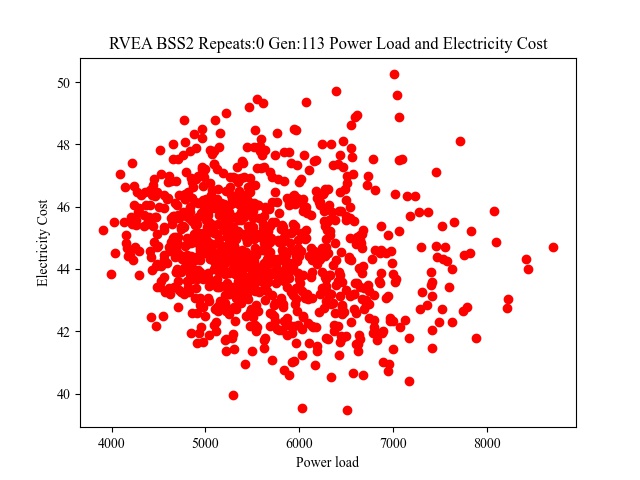 RVEA BSS2 Repeats:0 Gen:113 Power Load and Electricity Cost
50
48
46
44
42
40
Electricity Cost
4000 5000 6000 7000 8000
Power load